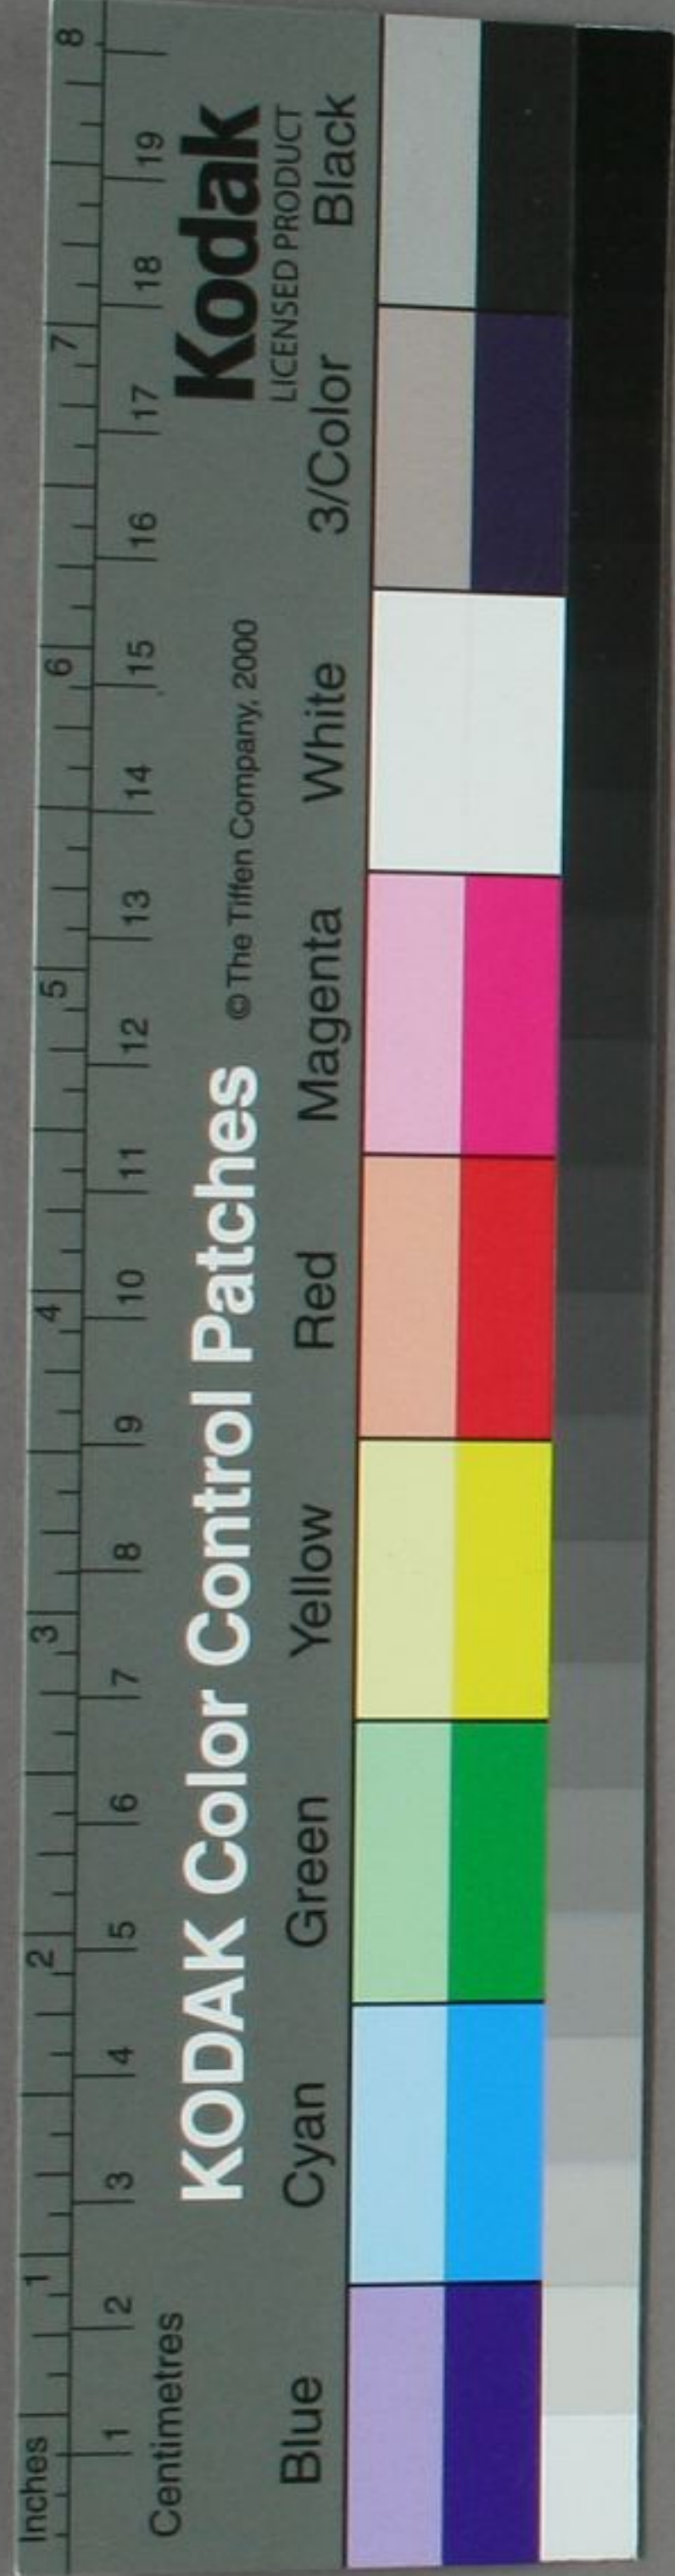 Inches 1 2 3 4 5 6 7 8
Centimetres 1 2 3 4 5 6 7 8 9 10 11 12 13 14 15 16 17 18 19
KODAK Color Control Patches © The Tiffen Company, 2000 Kodak
LICENSED PRODUCT
Blue Cyan Green Yellow Red Magenta White 3/Color Black